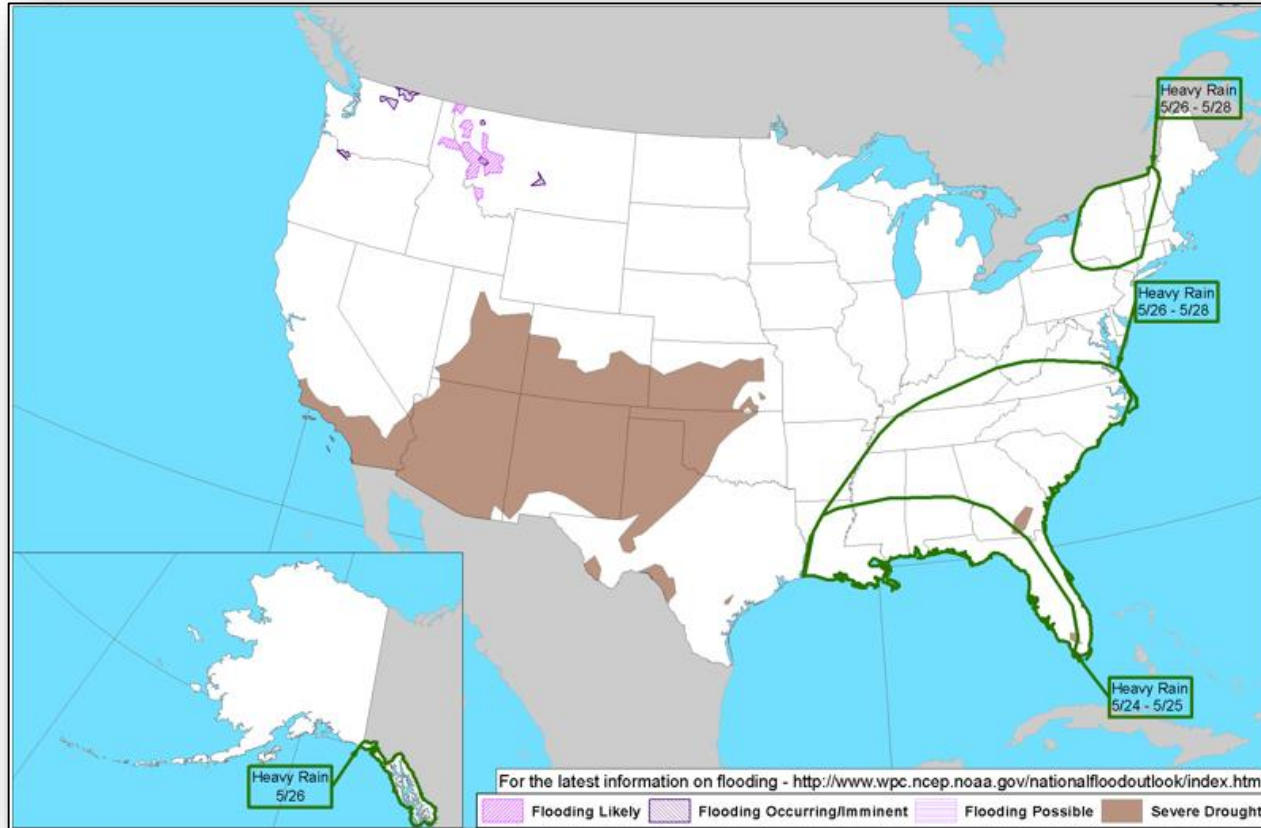 Heavy Rain
5/26 - 5/28
Heavy Rain
5/26 - 5/28
Heavy Rain
5/24 - 5/25
Heavy Rain
5/26
For the latest information on flooding - http://www.wpc.ncep.noaa.gov/nationalfloodoutlook/index.htm
Flooding Likely Flooding Occurring/Imminent Flooding Possible Severe Drought